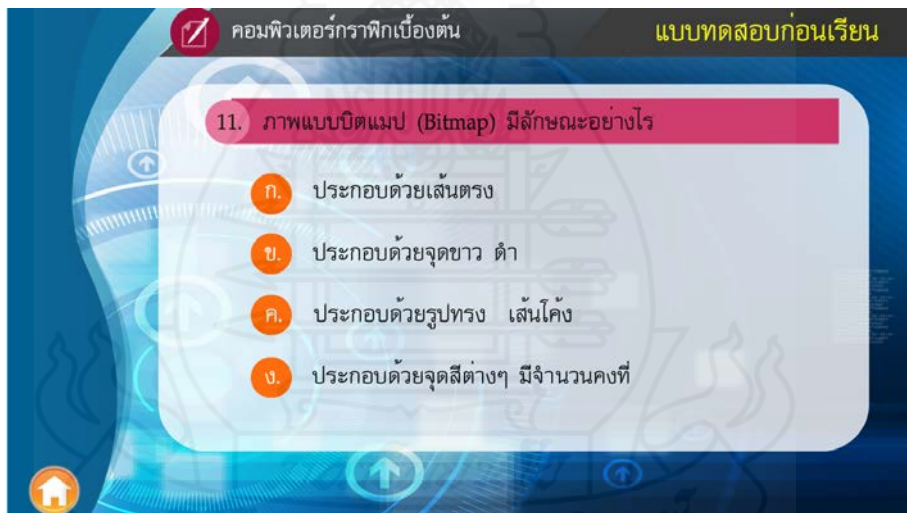 คอมพิวเตอร์กราฟิกเบื้องต้น
แบบทดสอบก่อนเรียน
11. ภาพแบบบิตแมป (Bitmap) มีลักษณะอย่างไร
ก. ประกอบด้วยเส้นตรง
ข. ประกอบด้วยจุดขาว ดำ
ค. ประกอบด้วยรูปทรง เส้นโค้ง
ง. ประกอบด้วยจุดสีต่างๆ มีจำนวนคงที่